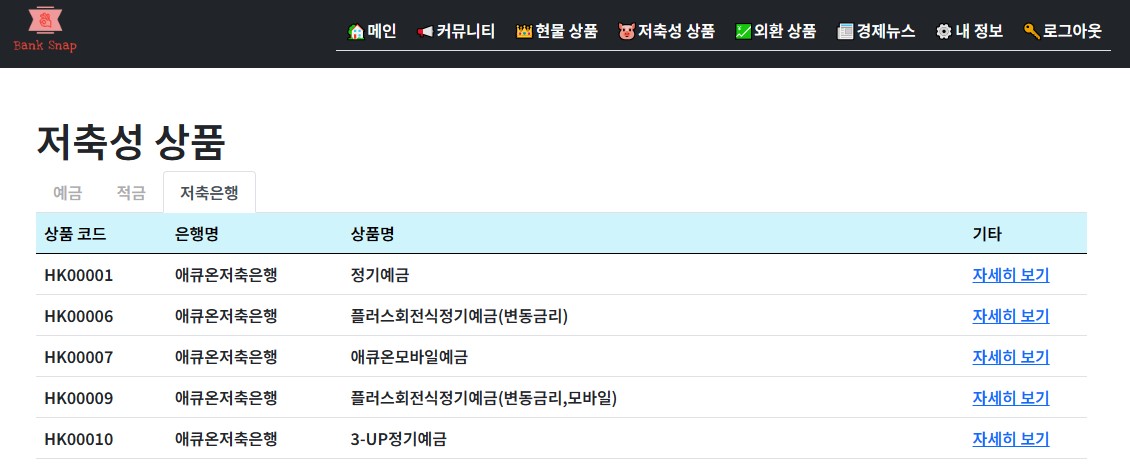 Bank Snap
메인 커뮤니티 현물 상품 저축성 상품 외환 상품 경제뉴스 내 정보 로그아웃
저축성 상품
예금 적금 저축은행
상품 코드 은행명 상품명 기타
HK00001 애큐온저축은행 정기예금 자세히 보기
HK00006 애큐온저축은행 플러스회전식정기예금(변동금리) 자세히 보기
HK00007 애큐온저축은행 애큐온모바일예금 자세히 보기
HK00009 애큐온저축은행 플러스회전식정기예금(변동금리,모바일) 자세히 보기
HK00010 애큐온저축은행 3-UP정기예금 자세히 보기